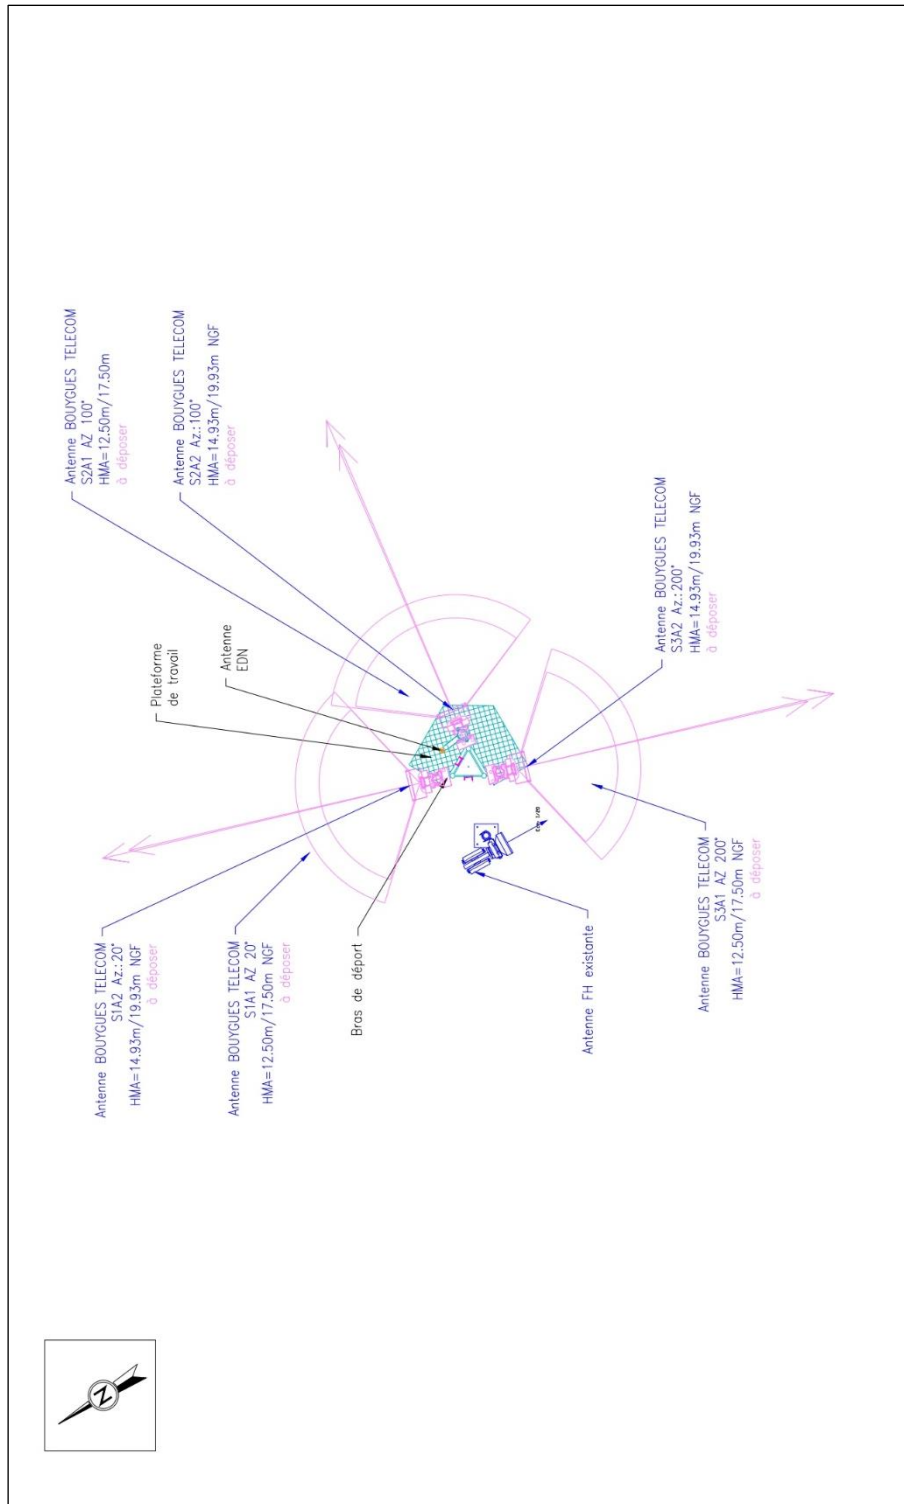 Antenne BOUYGUES TELECOM
S2A1 AZ 100°
HMA=12.50m/17.50m
à déposer
Antenne BOUYGUES TELECOM
S2A2 Az.:100°
HMA=14.93m/19.93m NGF
à déposer
Plateforme
de travail
Antenne
EDN
Antenne BOUYGUES TELECOM
S3A2 Az.:200°
HMA=14.93m/19.93m NGF
à déposer
Antenne BOUYGUES TELECOM
S1A2 Az.:20°
HMA=14.93m/19.93m NGF
à déposer
Antenne BOUYGUES TELECOM
S1A1 AZ 20°
HMA=12.50m/17.50m NGF
à déposer
Bras de déport
Antenne FH existante
Antenne BOUYGUES TELECOM
S3A1 AZ 200°
HMA=12.50m/17.50m NGF
à déposer
N